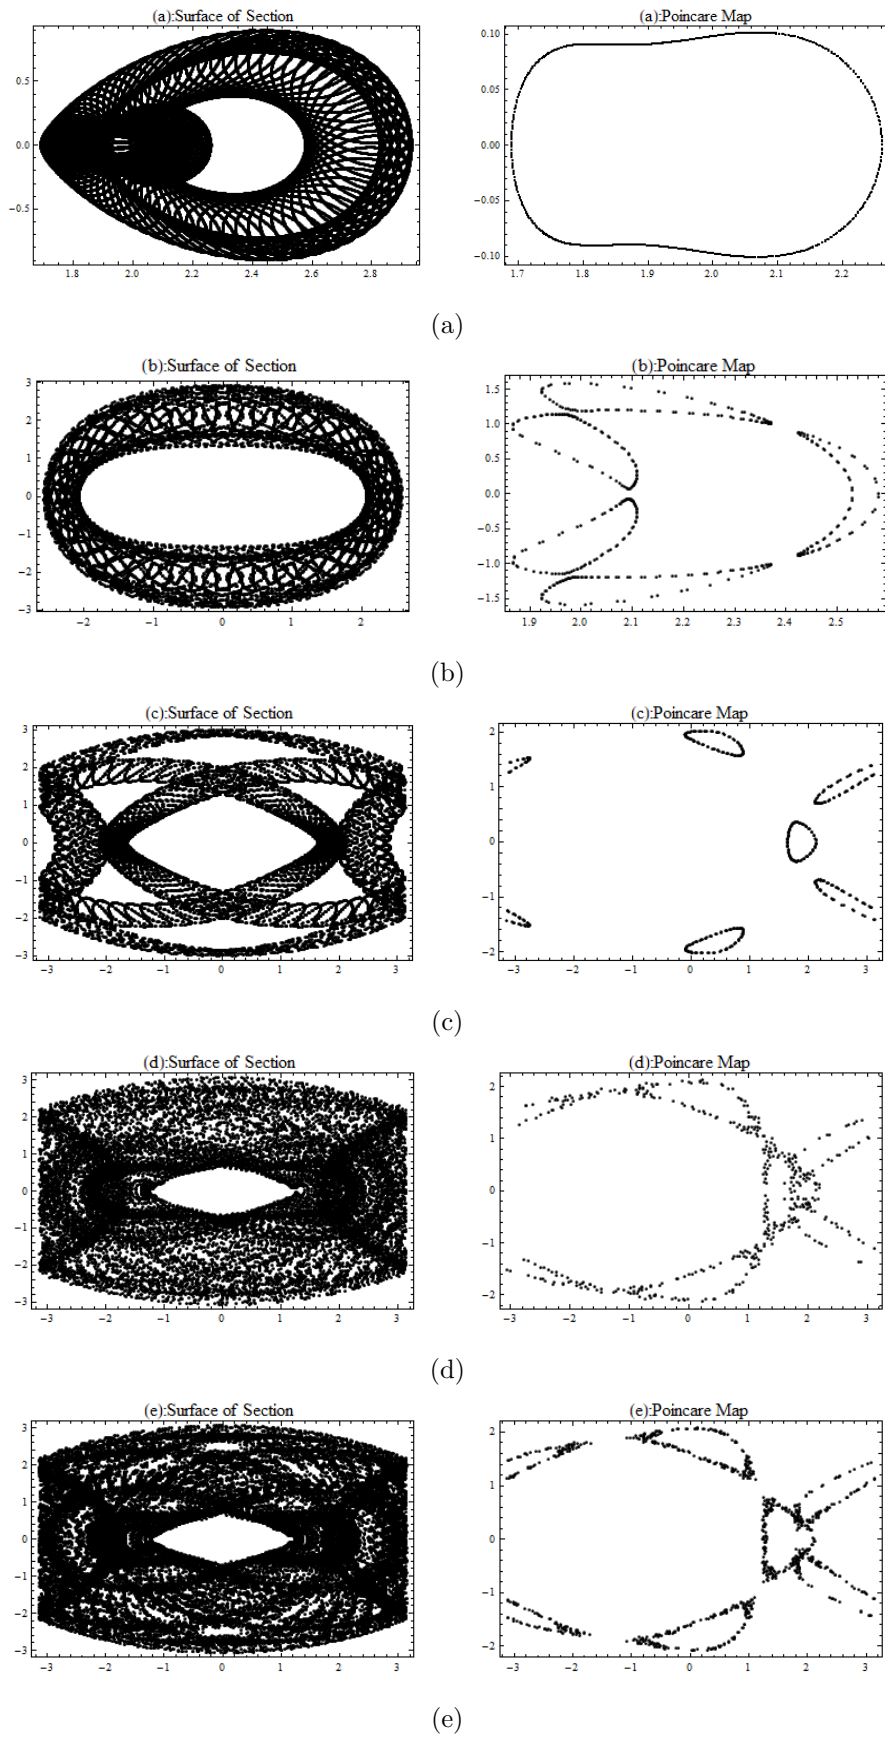 (a):Surface of Section
(a):Poincare Map
0.5
0.0
−0.5
1.8 2.0 2.2 2.4 2.6 2.8
0.10
0.05
0.00
−0.05
−0.10
1.7 1.8 1.9 2.0 2.1 2.2
(a)
(b):Surface of Section
(b):Poincare Map
3
2
1
0
−1
−2
−3
−2 −1 0 1 2
1.5
1.0
0.5
0.0
−0.5
−1.0
−1.5
1.9 2.0 2.1 2.2 2.3 2.4 2.5
(b)
(c):Surface of Section
(c):Poincare Map
3
2
1
0
−1
−2
−3
−3 −2 −1 0 1 2 3
2
1
0
−1
−2
−3 −2 −1 0 1 2 3
(c)
(d):Surface of Section
(d):Poincare Map
3
2
1
0
−1
−2
−3
−3 −2 −1 0 1 2 3
2
1
0
−1
−2
−3 −2 −1 0 1 2 3
(d)
(e):Surface of Section
(e):Poincare Map
3
2
1
0
−1
−2
−3
−3 −2 −1 0 1 2 3
2
1
0
−1
−2
−3 −2 −1 0 1 2 3
(e)